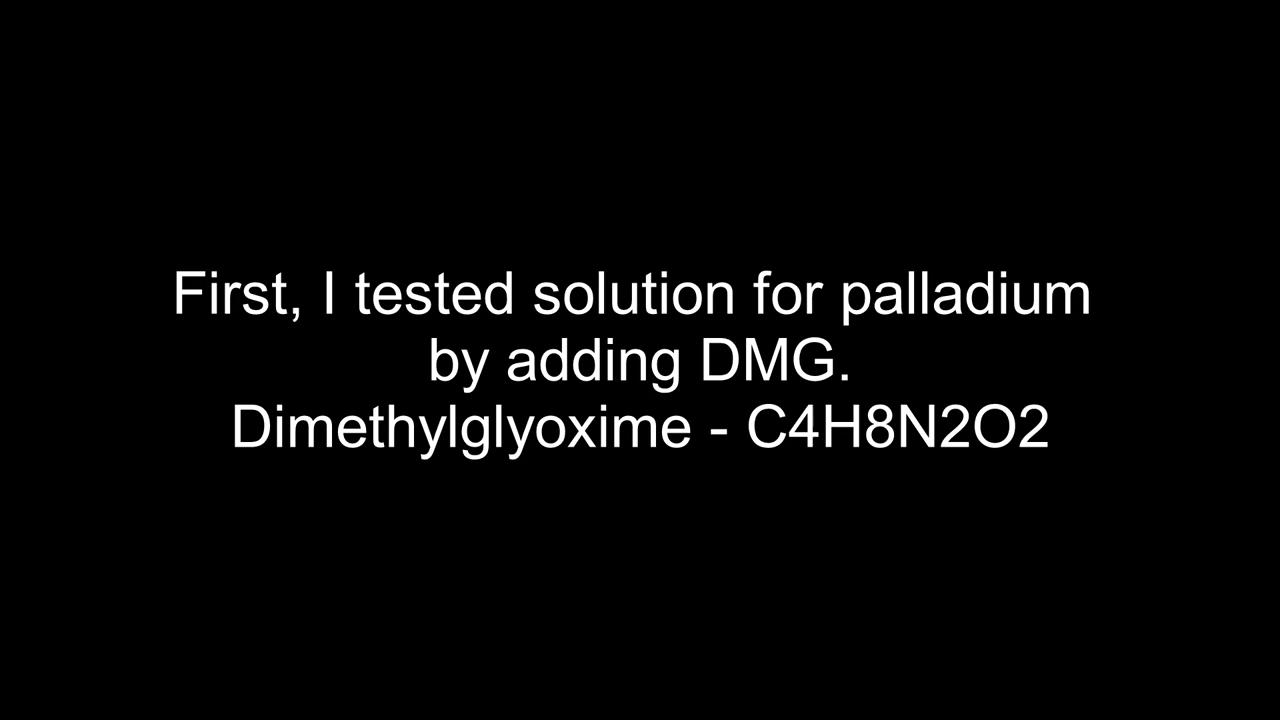 First, I tested solution for palladium
by adding DMG.
Dimethylglyoxime - C4H8N2O2